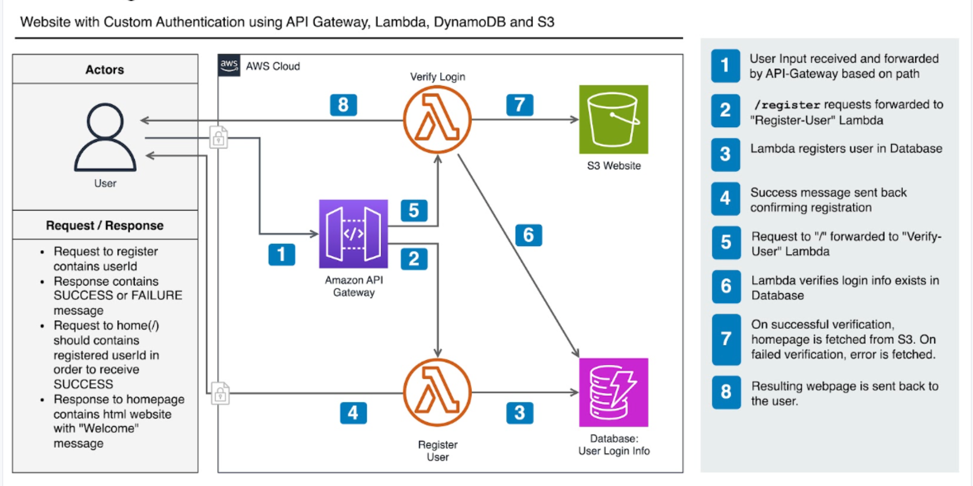 Website with Custom Authentication using API Gateway, Lambda, DynamoDB and S3
Actors
User
Request / Response
• Request to register
contains userId
• Response contains
SUCCESS or FAILURE
message
• Request to home(/)
should contains
registered userId in
order to receive
SUCCESS
• Response to homepage
contains html website
with "Welcome"
message
aws
AWS Cloud
Verify Login
8
7
S3 Website
5
6
1
2
Amazon API
Gateway
4
3
Register
User
Database:
User Login Info
1
User Input received and forwarded
by API-Gateway based on path
2
/register requests forwarded to
"Register-User" Lambda
3
Lambda registers user in Database
4
Success message sent back
confirming registration
5
Request to "/" forwarded to "Verify-
User" Lambda
6
Lambda verifies login info exists in
Database
7
On successful verification,
homepage is fetched from S3. On
failed verification, error is fetched.
8
Resulting webpage is sent back to
the user.